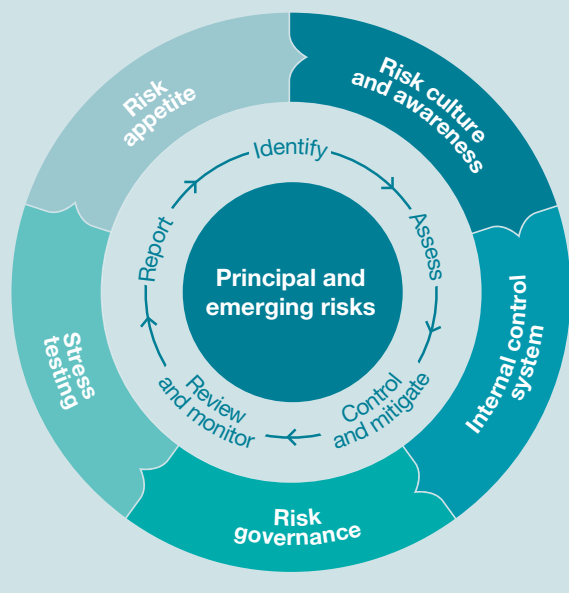 Risk
appetite
Risk culture
and awareness
Internal control
system
Risk
governance
Stress
testing
Identify
Assess
Control
and mitigate
Review
and monitor
Report
Principal and
emerging risks